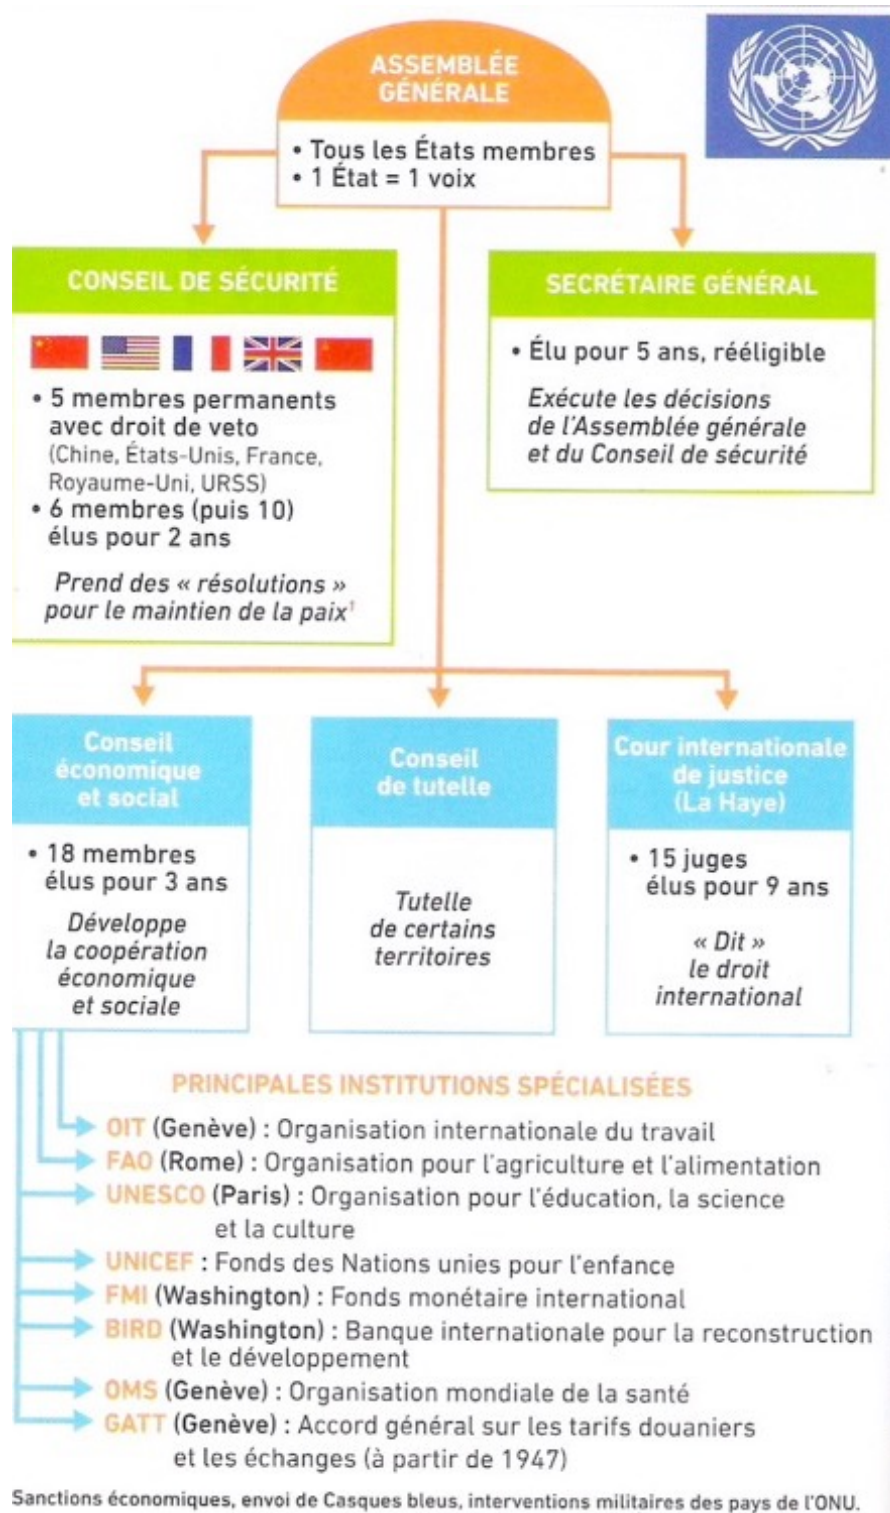 ASSEMBLÉE
GÉNÉRALE
• Tous les États membres
• 1 État = 1 voix
CONSEIL DE SÉCURITÉ
• 5 membres permanents
avec droit de veto
(Chine, États-Unis, France,
Royaume-Uni, URSS)
• 6 membres (puis 10)
élus pour 2 ans
Prend des « résolutions »
pour le maintien de la paix¹
SECRÉTAIRE GÉNÉRAL
• Élu pour 5 ans, rééligible
Exécute les décisions
de l'Assemblée générale
et du Conseil de sécurité
Conseil
économique
et social
• 18 membres
élus pour 3 ans
Développe
la coopération
économique
et sociale
Conseil
de tutelle
Tutelle
de certains
territoires
Cour internationale
de justice
(La Haye)
• 15 juges
élus pour 9 ans
« Dit »
le droit
international
PRINCIPALES INSTITUTIONS SPÉCIALISÉES
OIT (Genève) : Organisation internationale du travail
FAO (Rome) : Organisation pour l'agriculture et l'alimentation
UNESCO (Paris) : Organisation pour l'éducation, la science
et la culture
UNICEF : Fonds des Nations unies pour l'enfance
FMI (Washington) : Fonds monétaire international
BIRD (Washington) : Banque internationale pour la reconstruction
et le développement
OMS (Genève) : Organisation mondiale de la santé
GATT (Genève) : Accord général sur les tarifs douaniers
et les échanges (à partir de 1947)
Sanctions économiques, envoi de Casques bleus, interventions militaires des pays de l'ONU.